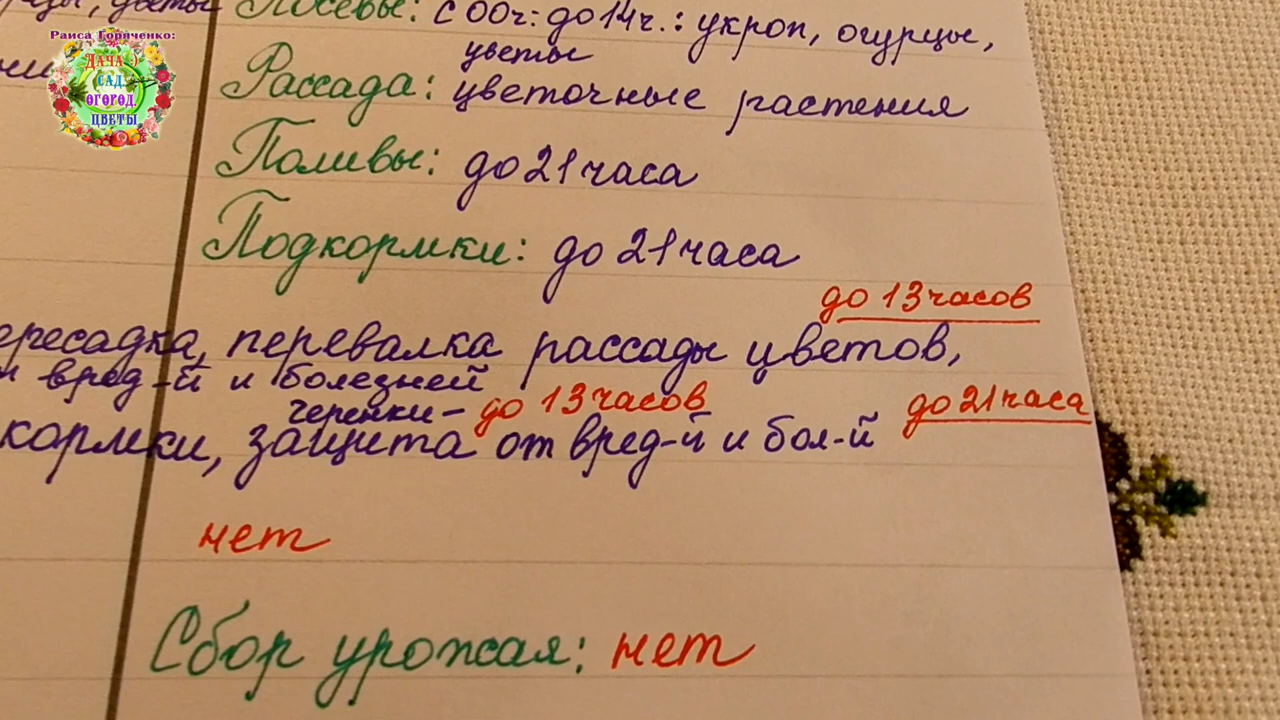 Посевы: с 00ч: до 14ч.: укроп, огурцы,
цветы
Раиса Горяченко:
ДАЧА :)
САД,
ОГОРОД,
ЦВЕТЫ
Рассада: цветочные растения
Поливы: до 21 часа
Подкормки: до 21 часа
до 13 часов
ересадка, перевалка рассады цветов,
вред-й и болезней
черенки - до 13 часов
до 21 часа
кормки, защита от вред-й и бол-й
нет
Сбор урожая: нет